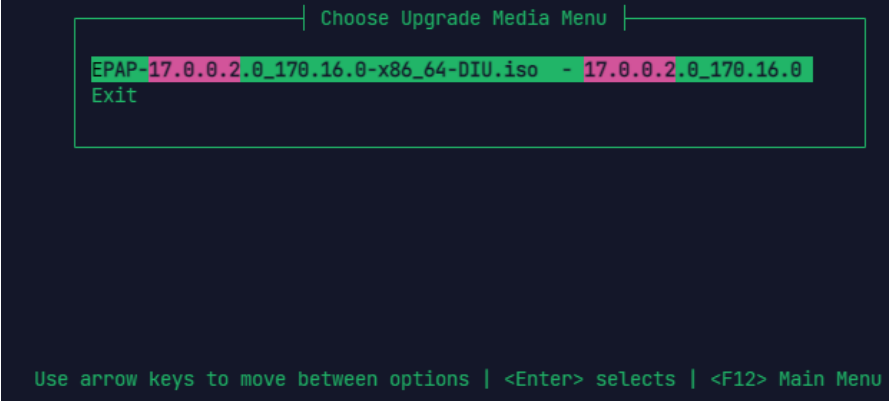 Choose Upgrade Media Menu
EPAP-17.0.0.2.0_170.16.0-x86_64-DIU.iso  - 17.0.0.2.0_170.16.0
Exit
Use arrow keys to move between options | <Enter> selects | <F12> Main Menu